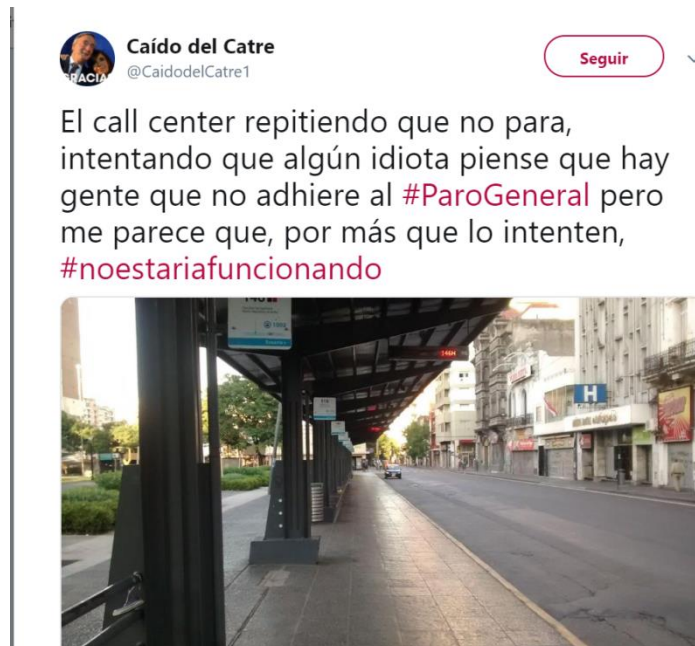 GRACIAS
Caído del Catre
@CaidodelCatre1
Seguir
El call center repitiendo que no para,
intentando que algún idiota piense que hay
gente que no adhiere al #ParoGeneral pero
me parece que, por más que lo intenten,
#noestariafuncionando
H